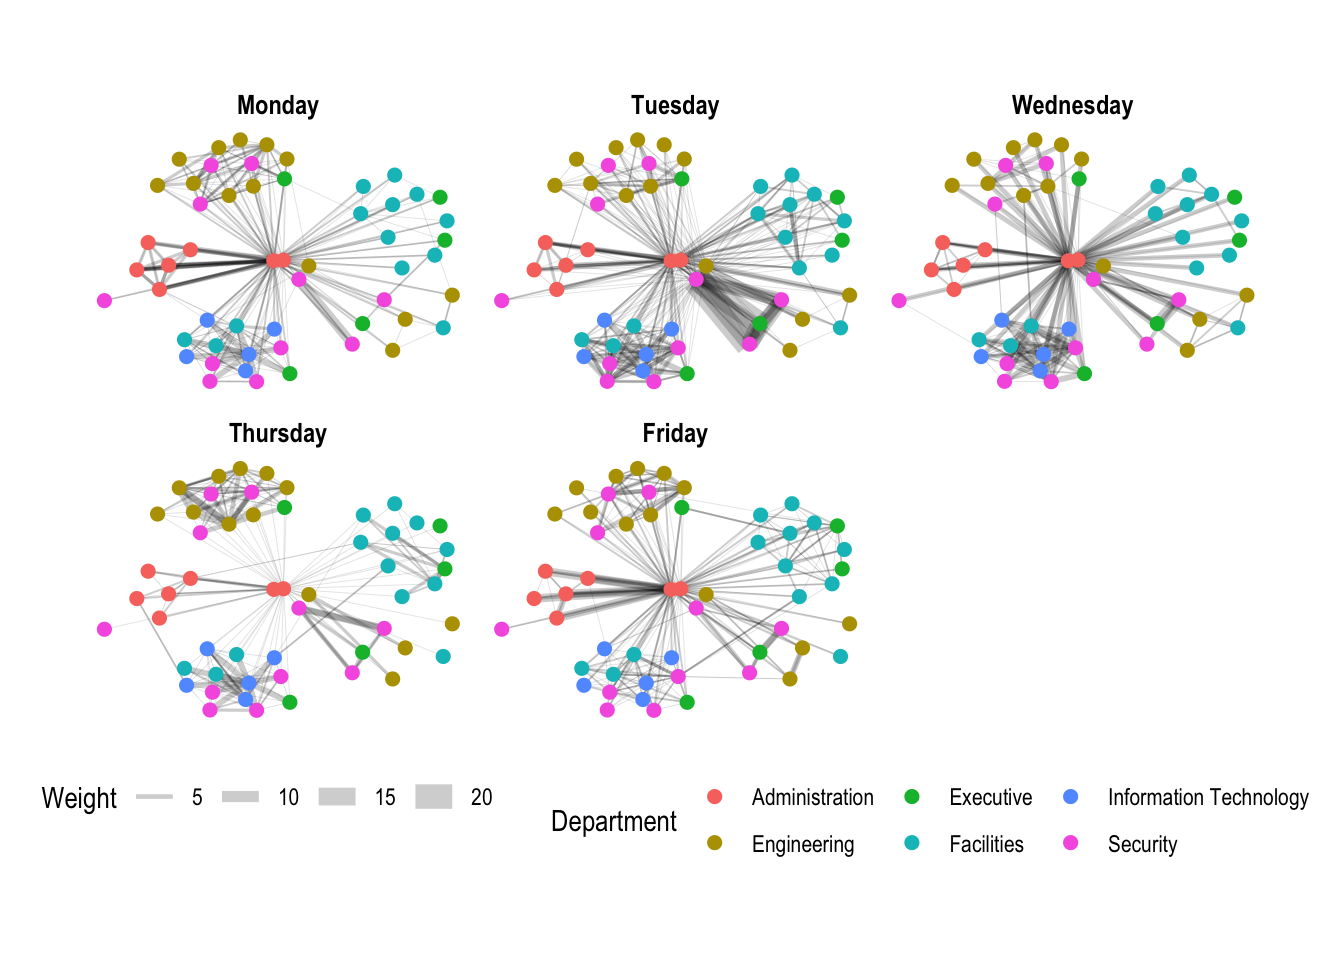 Monday
Tuesday
Wednesday
Thursday
Friday
Weight 5 10 15 20
Department
Administration Executive Information Technology
Engineering Facilities Security